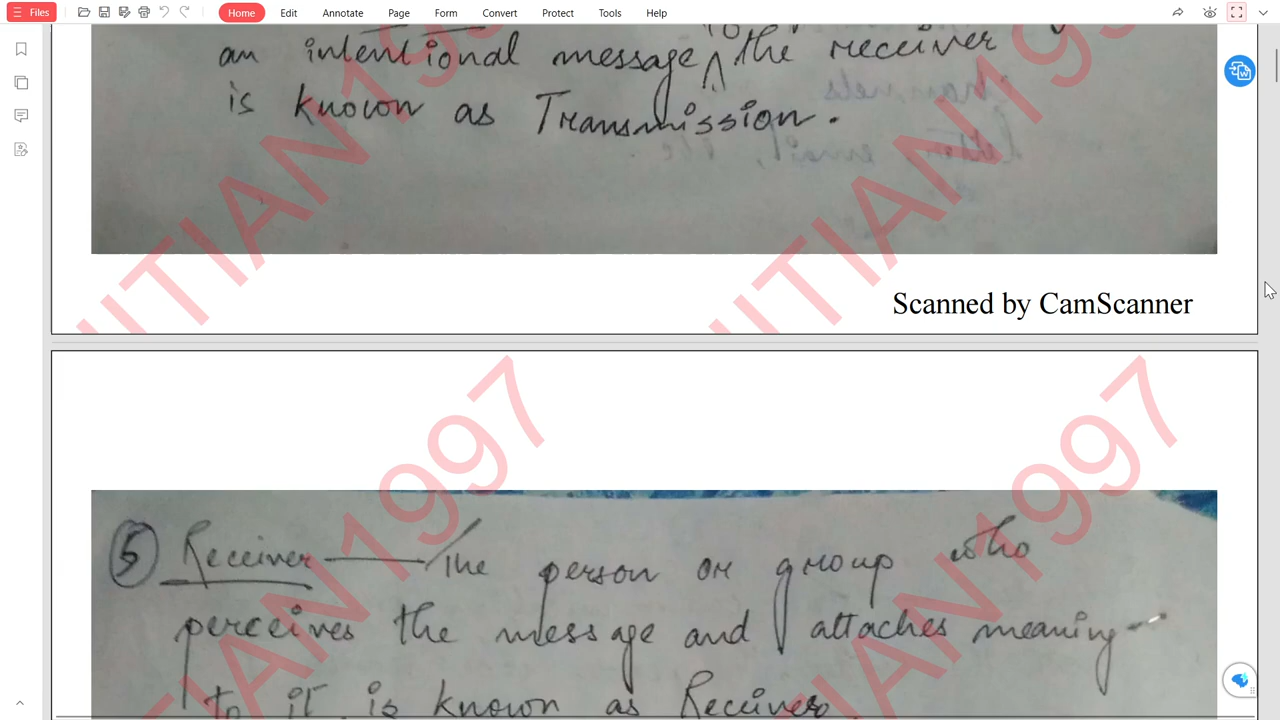 Files
Home
Edit
Annotate
Page
Form
Convert
Protect
Tools
Help
to
an intentional message the receiver
is known as Transmission.
Scanned by CamScanner
⑤ Receiver — The person or group who
perceives the message and attaches meaning
to it is known as Receiver